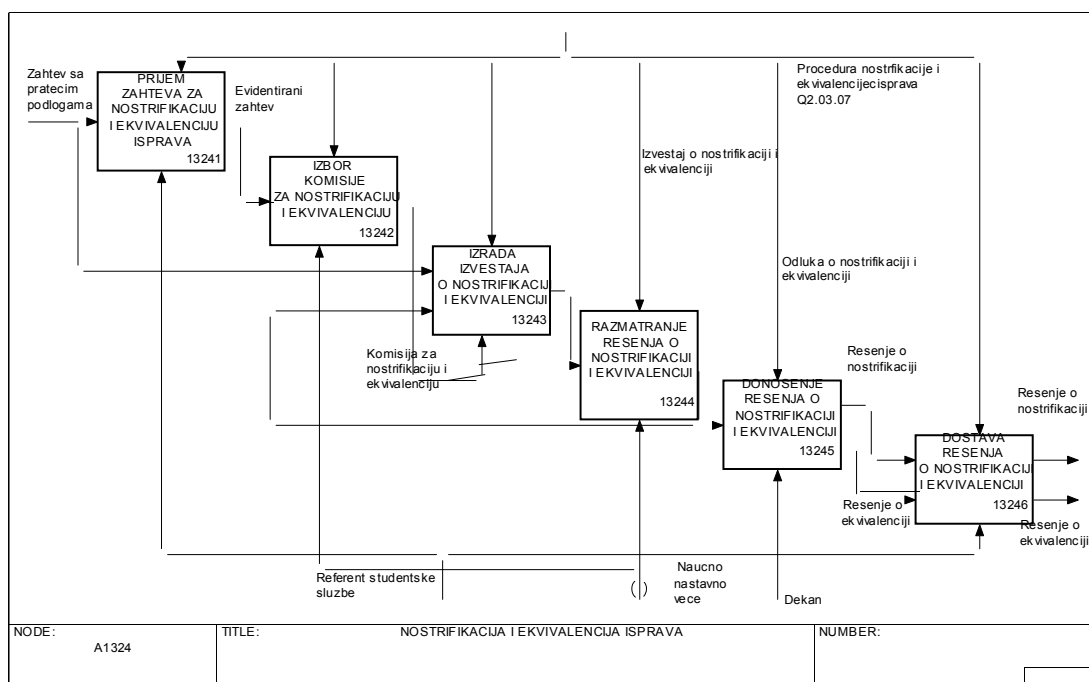 Zahtev sa
pratecim
podlogama
PRIJEM
ZAHTEVA ZA
NOSTRIFIKACIJU
I EKVIVALENCIJU
ISPRAVA
13241
Evidentirani
zahtev
Procedura nostrfikacije i
ekvivalencijecisprava
Q2.03.07
IZBOR
KOMISIJE
ZA NOSTRIFIKACIJU
I EKVIVALENCIJU
13242
Izvestaj o nostrifikaciji i
ekvivalenciji
IZRADA
IZVESTAJA
O NOSTRIFIKACIJI
I EKVIVALENCIJI
13243
Odluka o nostrifikaciji i
ekvivalenciji
Komisija za
nostrifikaciju i
ekvivalenciju
RAZMATRANJE
RESENJA O
NOSTRIFIKACIJI
I EKVIVALENCIJI
13244
Resenje o
nostrifikaciji
DONOSENJE
RESENJA O
NOSTRIFIKACIJI
I EKVIVALENCIJI
13245
Resenje o
nostrifikaciji
DOSTAVA
RESENJA
O NOSTRIFIKACIJI
I EKVIVALENCIJI
13246
Resenje o
ekvivalenciji
Resenje o
ekvivalenciji
Referent studentske
sluzbe
Naucno
nastavno
vece
Dekan
NODE:
A1324
TITLE:
NOSTRIFIKACIJA I EKVIVALENCIJA ISPRAVA
NUMBER: